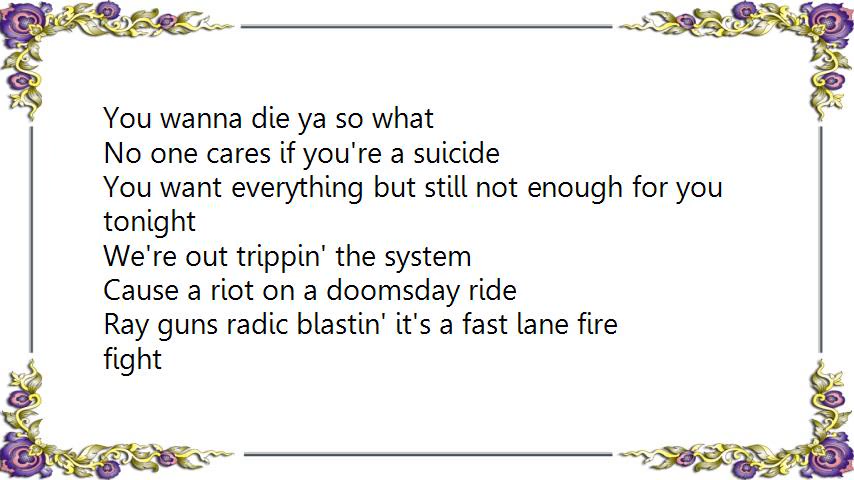 You wanna die ya so what
No one cares if you're a suicide
You want everything but still not enough for you
tonight
We're out trippin' the system
Cause a riot on a doomsday ride
Ray guns radic blastin' it's a fast lane fire
fight